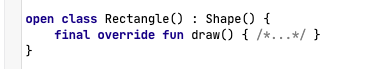 open class Rectangle() : Shape() {
    final override fun draw() { /*...*/ }
}